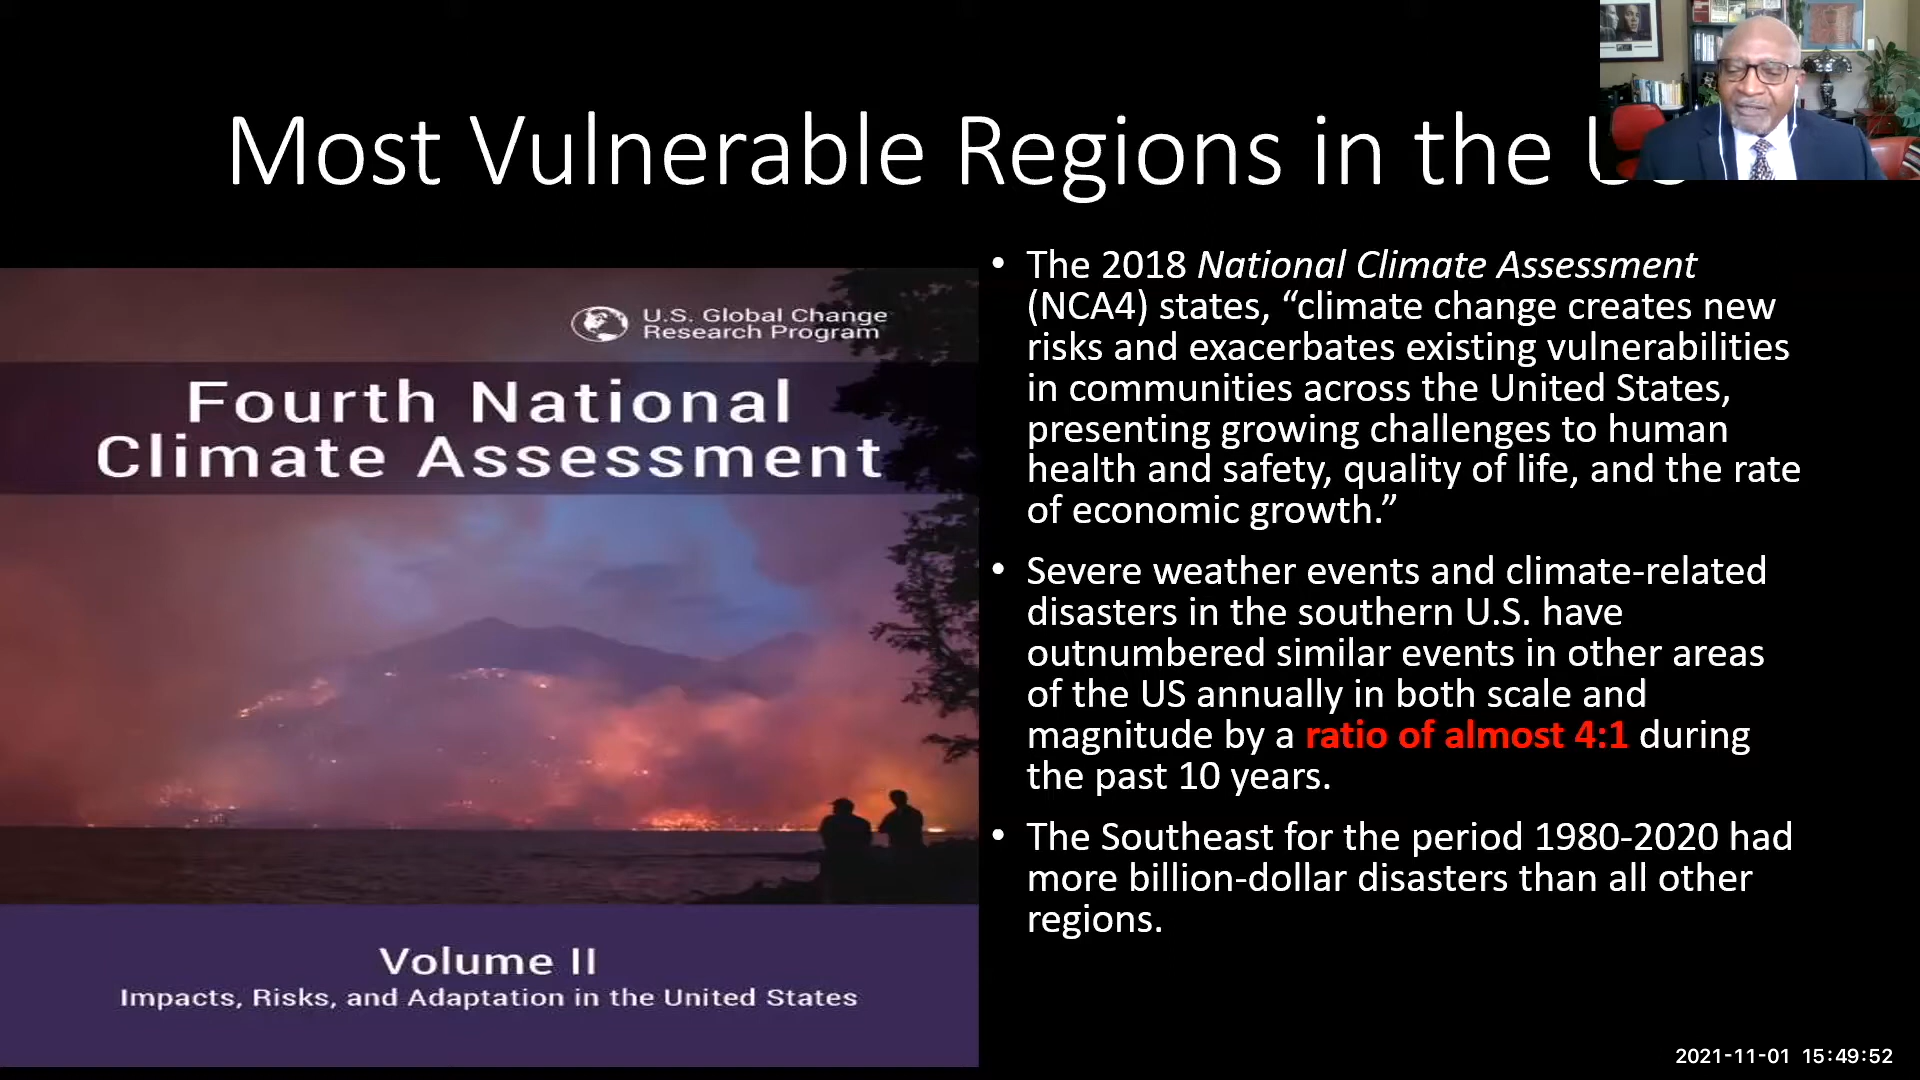 Most Vulnerable Regions in the US
U.S. Global Change
Research Program
Fourth National
Climate Assessment
Volume II
Impacts, Risks, and Adaptation in the United States
• The 2018 National Climate Assessment
(NCA4) states, “climate change creates new
risks and exacerbates existing vulnerabilities
in communities across the United States,
presenting growing challenges to human
health and safety, quality of life, and the rate
of economic growth.”
• Severe weather events and climate-related
disasters in the southern U.S. have
outnumbered similar events in other areas
of the US annually in both scale and
magnitude by a ratio of almost 4:1 during
the past 10 years.
• The Southeast for the period 1980-2020 had
more billion-dollar disasters than all other
regions.
2021-11-01 15:49:52